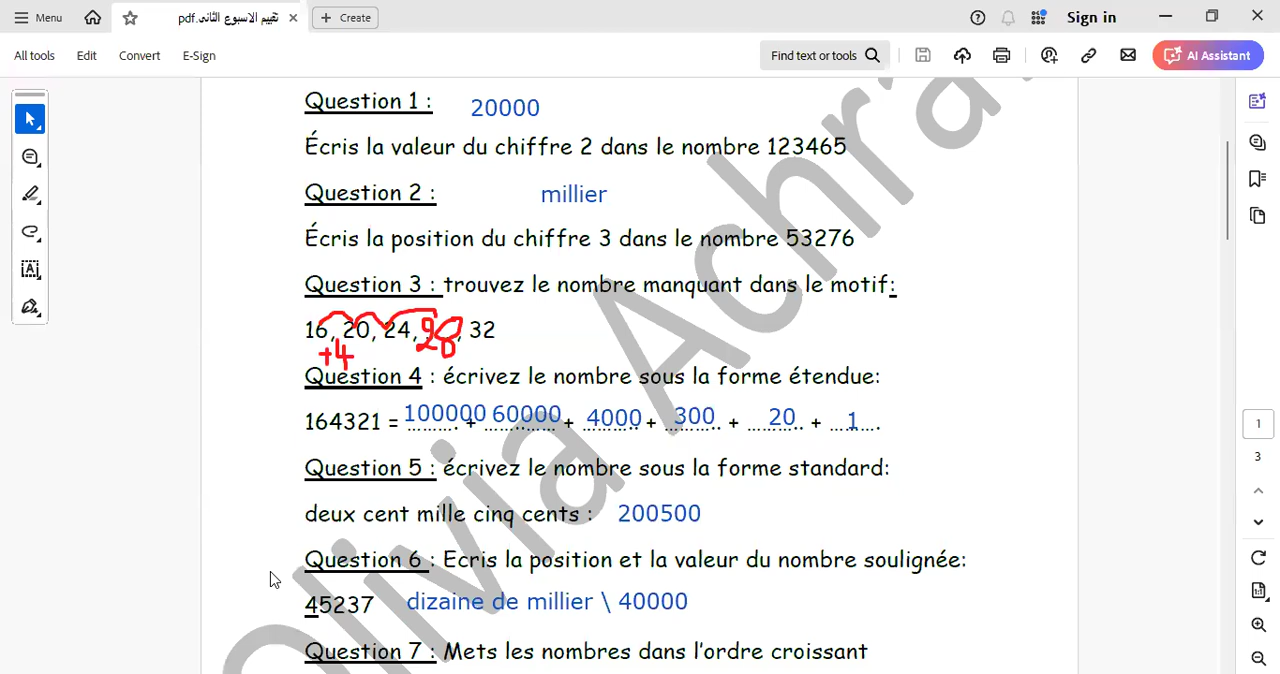 Menu
تقييم الاسبوع الثانى.pdf
Create
Sign in
All tools
Edit
Convert
E-Sign
Find text or tools
AI Assistant
Question 1 : 20000
Écris la valeur du chiffre 2 dans le nombre 123465
Question 2 : millier
Écris la position du chiffre 3 dans le nombre 53276
Question 3 : trouvez le nombre manquant dans le motif:
16, 20, 24, 28, 32
+4
Question 4 : écrivez le nombre sous la forme étendue:
164321 = 100000 + 60000 + 4000 + 300 + 20 + 1.
Question 5 : écrivez le nombre sous la forme standard:
deux cent mille cinq cents : 200500
Question 6 : Ecris la position et la valeur du nombre soulignée:
45237 dizaine de millier \ 40000
Question 7 : Mets les nombres dans l'ordre croissant
Olivia Achra
1
3